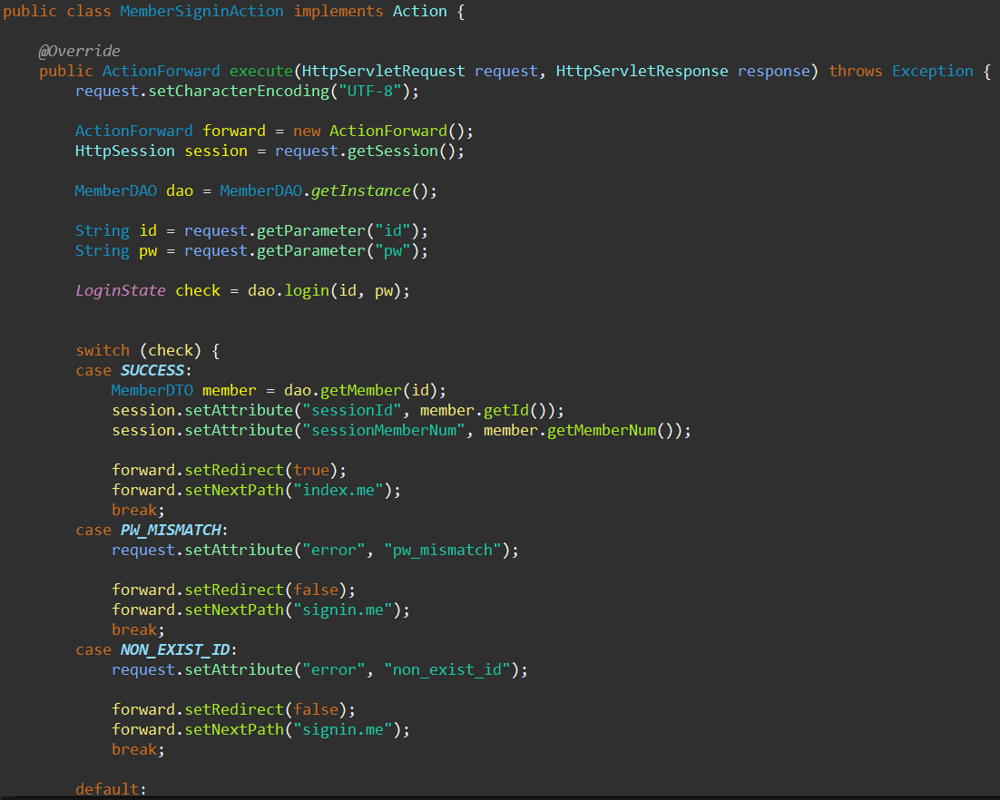 public class MemberSigninAction implements Action {
@Override
public ActionForward execute(HttpServletRequest request, HttpServletResponse response) throws Exception {
request.setCharacterEncoding("UTF-8");
ActionForward forward = new ActionForward();
HttpSession session = request.getSession();
MemberDAO dao = MemberDAO.getInstance();
String id = request.getParameter("id");
String pw = request.getParameter("pw");
LoginState check = dao.login(id, pw);
switch (check) {
case SUCCESS:
MemberDTO member = dao.getMember(id);
session.setAttribute("sessionId", member.getId());
session.setAttribute("sessionMemberNum", member.getMemberNum());
forward.setRedirect(true);
forward.setNextPath("index.me");
break;
case PW_MISMATCH:
request.setAttribute("error", "pw_mismatch");
forward.setRedirect(false);
forward.setNextPath("signin.me");
break;
case NON_EXIST_ID:
request.setAttribute("error", "non_exist_id");
forward.setRedirect(false);
forward.setNextPath("signin.me");
break;
default: